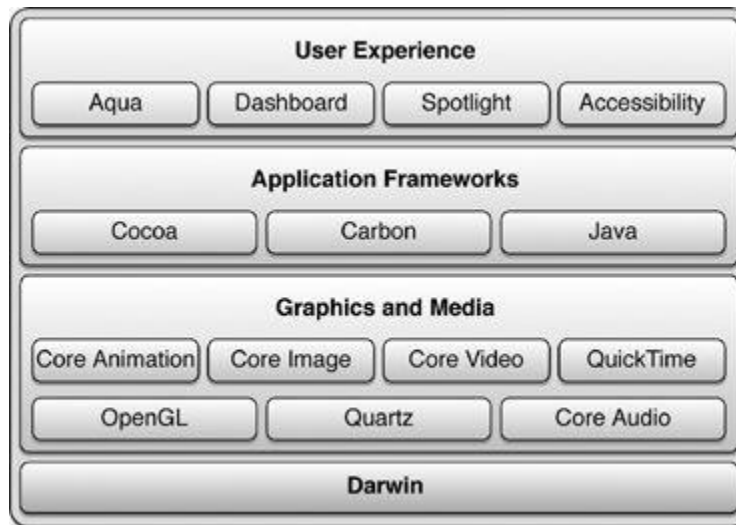 User Experience
Aqua Dashboard Spotlight Accessibility
Application Frameworks
Cocoa Carbon Java
Graphics and Media
Core Animation Core Image Core Video QuickTime
OpenGL Quartz Core Audio
Darwin